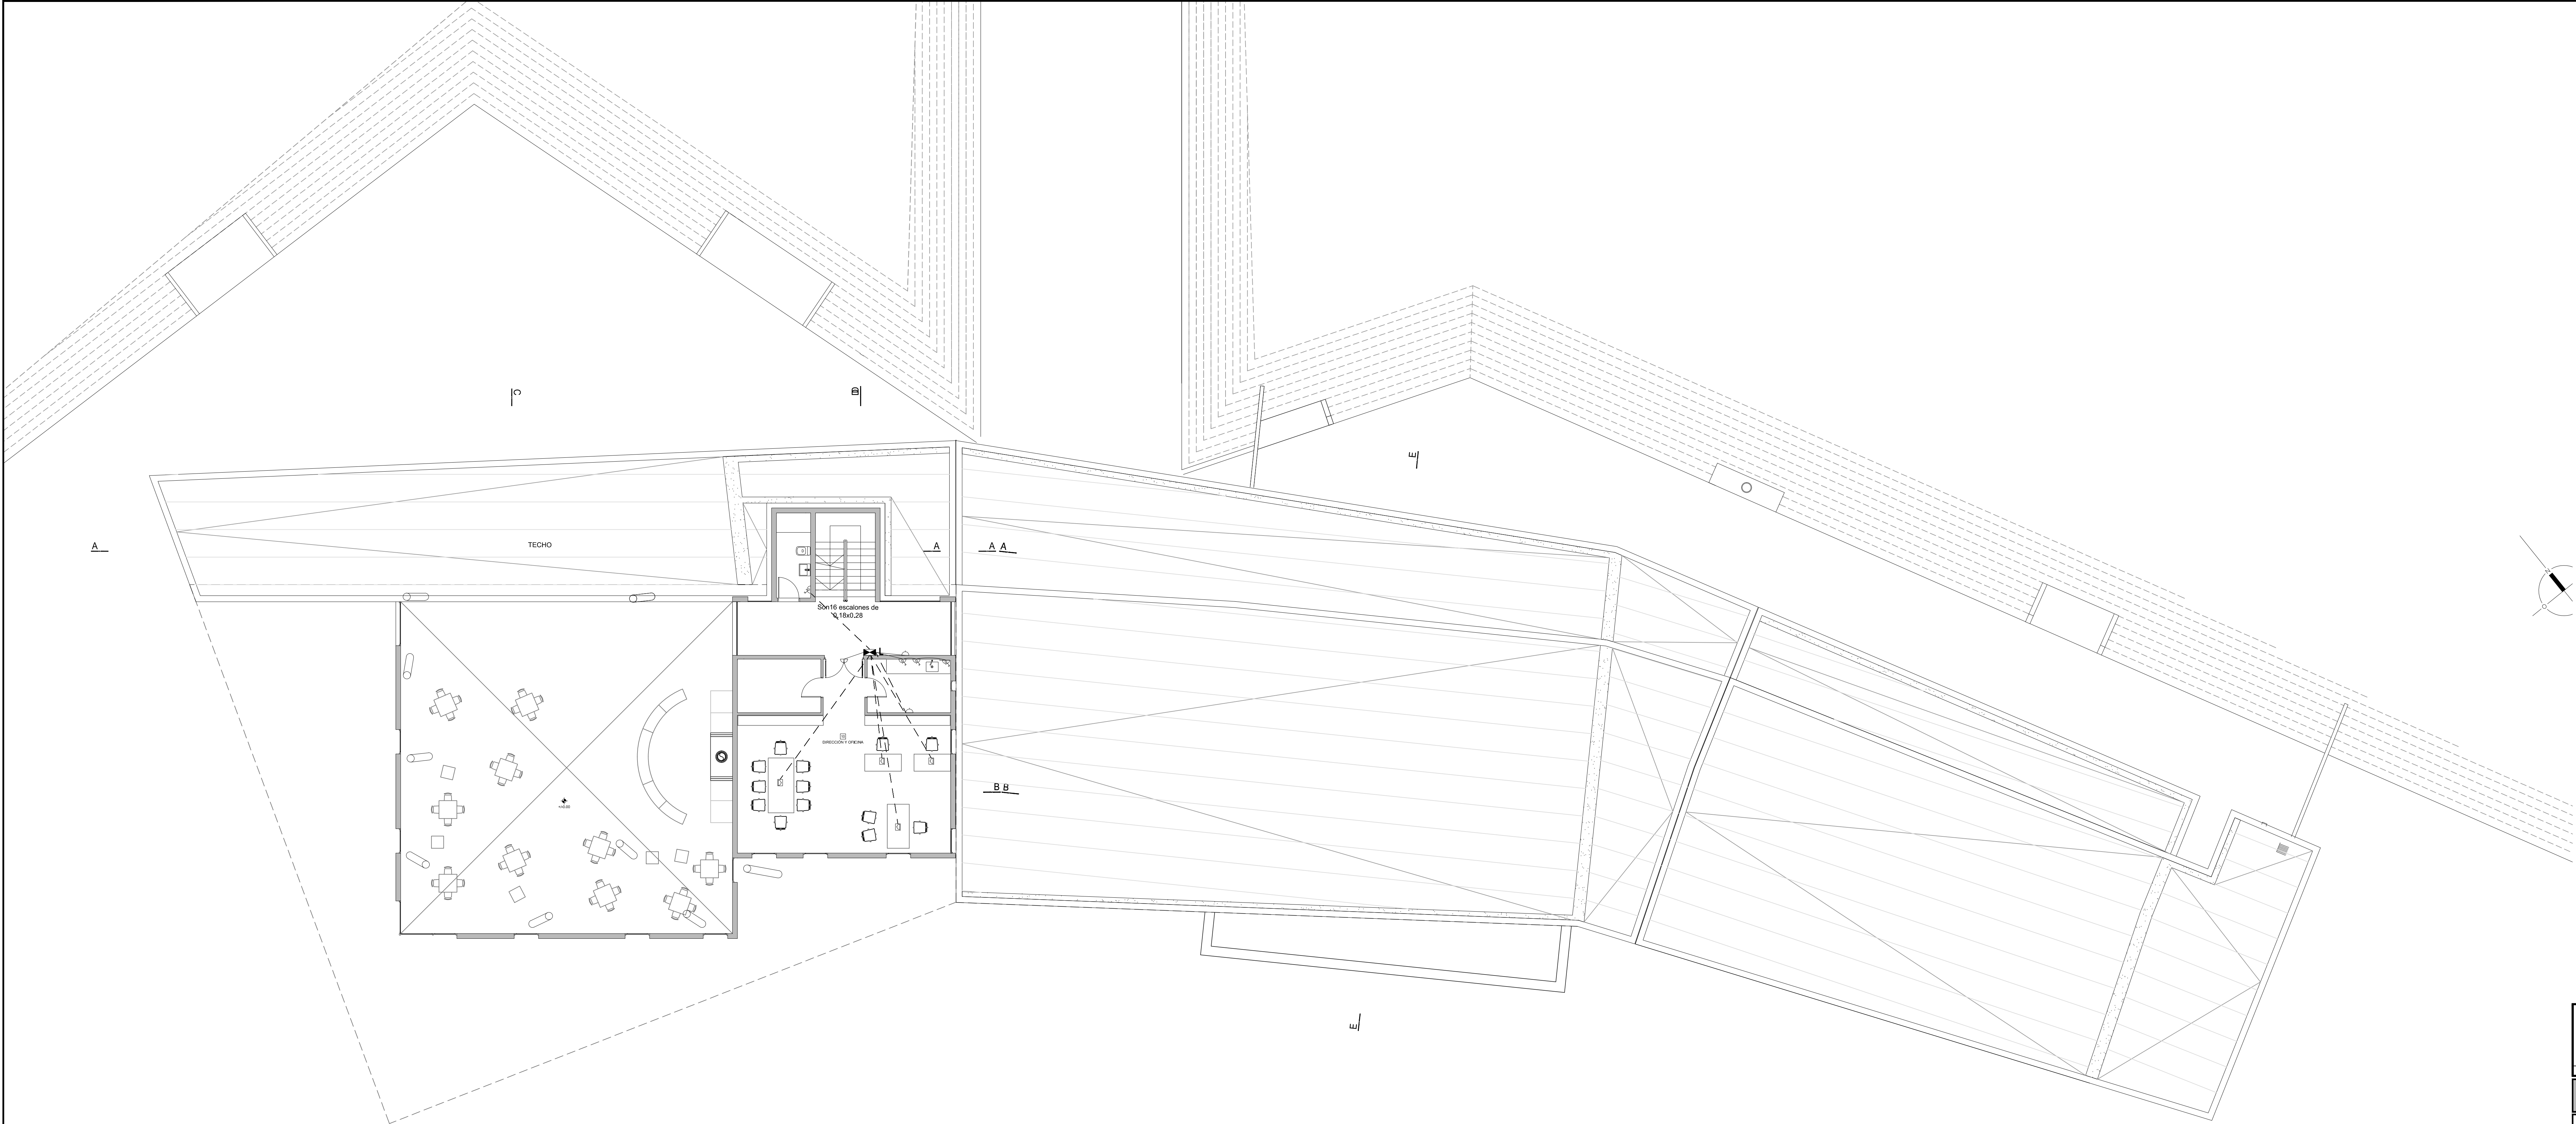 C
E
A
TECHO
A
A A
Son16 escalones de
0.18x0.28
L
DIRECCIÓN Y OFICINA
B B
E
N
O